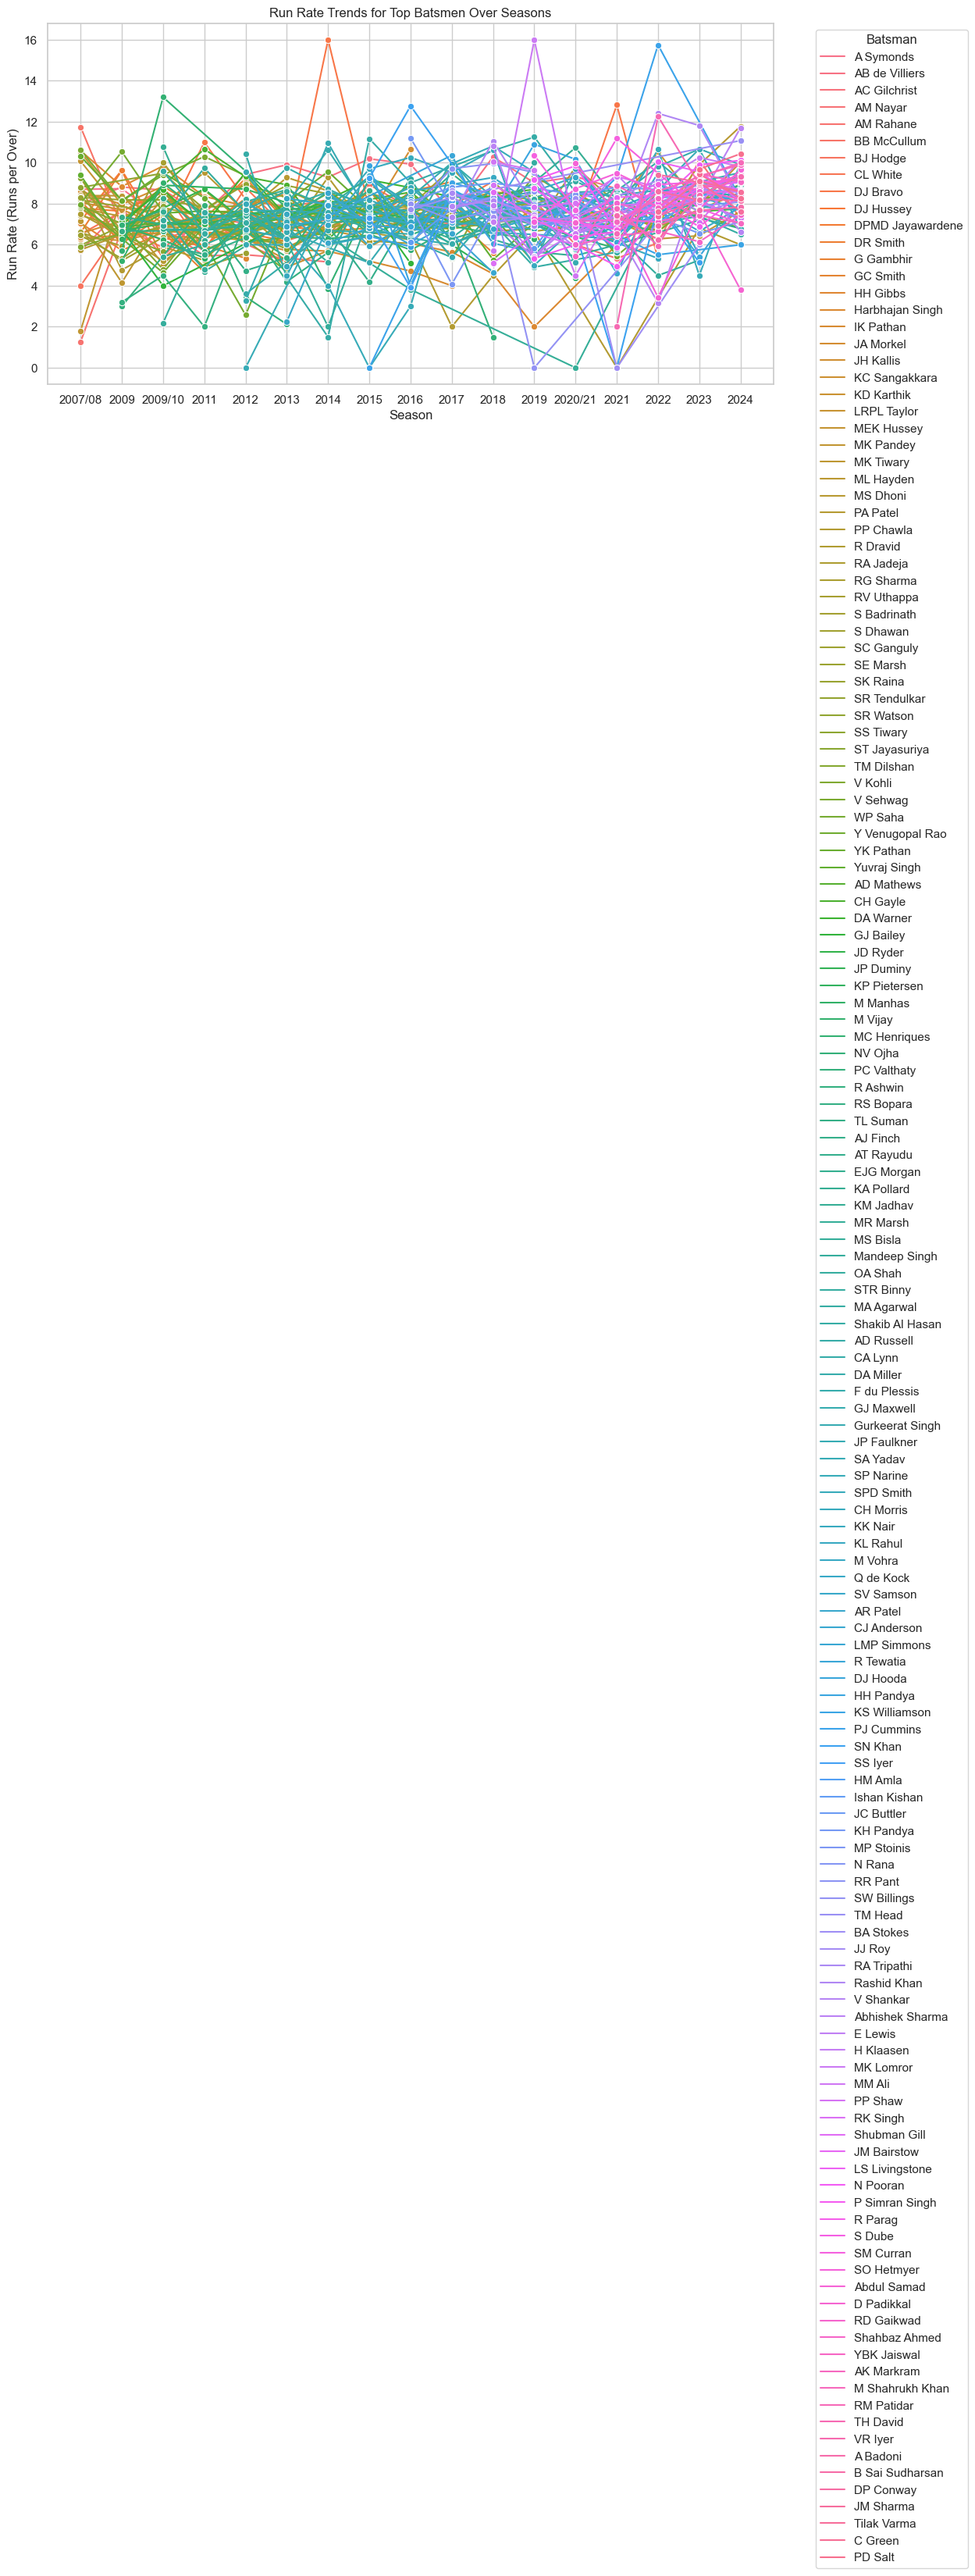 Run Rate Trends for Top Batsmen Over Seasons
Run Rate (Runs per Over)
16
14
12
10
8
6
4
2
0
2007/08 2009 2009/10 2011 2012 2013 2014 2015 2016 2017 2018 2019 2020/21 2021 2022 2023 2024
Season
Batsman
A Symonds
AB de Villiers
AC Gilchrist
AM Nayar
AM Rahane
BB McCullum
BJ Hodge
CL White
DJ Bravo
DJ Hussey
DPMD Jayawardene
DR Smith
G Gambhir
GC Smith
HH Gibbs
Harbhajan Singh
IK Pathan
JA Morkel
JH Kallis
KC Sangakkara
KD Karthik
LRPL Taylor
MEK Hussey
MK Pandey
MK Tiwary
ML Hayden
MS Dhoni
PA Patel
PP Chawla
R Dravid
RA Jadeja
RG Sharma
RV Uthappa
S Badrinath
S Dhawan
SC Ganguly
SE Marsh
SK Raina
SR Tendulkar
SR Watson
SS Tiwary
ST Jayasuriya
TM Dilshan
V Kohli
V Sehwag
WP Saha
Y Venugopal Rao
YK Pathan
Yuvraj Singh
AD Mathews
CH Gayle
DA Warner
GJ Bailey
JD Ryder
JP Duminy
KP Pietersen
M Manhas
M Vijay
MC Henriques
NV Ojha
PC Valthaty
R Ashwin
RS Bopara
TL Suman
AJ Finch
AT Rayudu
EJG Morgan
KA Pollard
KM Jadhav
MR Marsh
MS Bisla
Mandeep Singh
OA Shah
STR Binny
MA Agarwal
Shakib Al Hasan
AD Russell
CA Lynn
DA Miller
F du Plessis
GJ Maxwell
Gurkeerat Singh
JP Faulkner
SA Yadav
SP Narine
SPD Smith
CH Morris
KK Nair
KL Rahul
M Vohra
Q de Kock
SV Samson
AR Patel
CJ Anderson
LMP Simmons
R Tewatia
DJ Hooda
HH Pandya
KS Williamson
PJ Cummins
SN Khan
SS Iyer
HM Amla
Ishan Kishan
JC Buttler
KH Pandya
MP Stoinis
N Rana
RR Pant
SW Billings
TM Head
BA Stokes
JJ Roy
RA Tripathi
Rashid Khan
V Shankar
Abhishek Sharma
E Lewis
H Klaasen
MK Lomror
MM Ali
PP Shaw
RK Singh
Shubman Gill
JM Bairstow
LS Livingstone
N Pooran
P Simran Singh
R Parag
S Dube
SM Curran
SO Hetmyer
Abdul Samad
D Padikkal
RD Gaikwad
Shahbaz Ahmed
YBK Jaiswal
AK Markram
M Shahrukh Khan
RM Patidar
TH David
VR Iyer
A Badoni
B Sai Sudharsan
DP Conway
JM Sharma
Tilak Varma
C Green
PD Salt